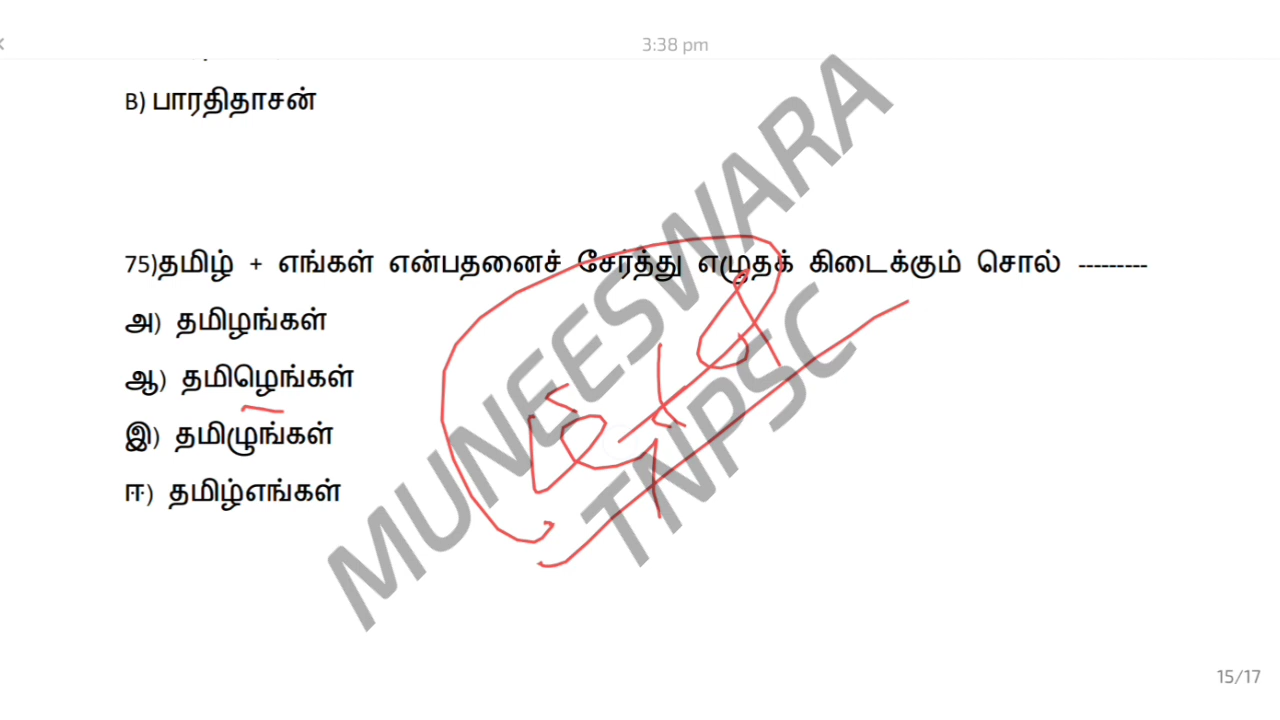 3:38 pm
B) பாரதிதாசன்
75)தமிழ் + எங்கள் என்பதனைச் சேர்த்து எழுதக் கிடைக்கும் சொல் ---------
அ) தமிழங்கள்
ஆ) தமிழெங்கள்
இ) தமிழுங்கள்
ஈ) தமிழ்எங்கள்
MUNEESWARA
TNPSC
15/17